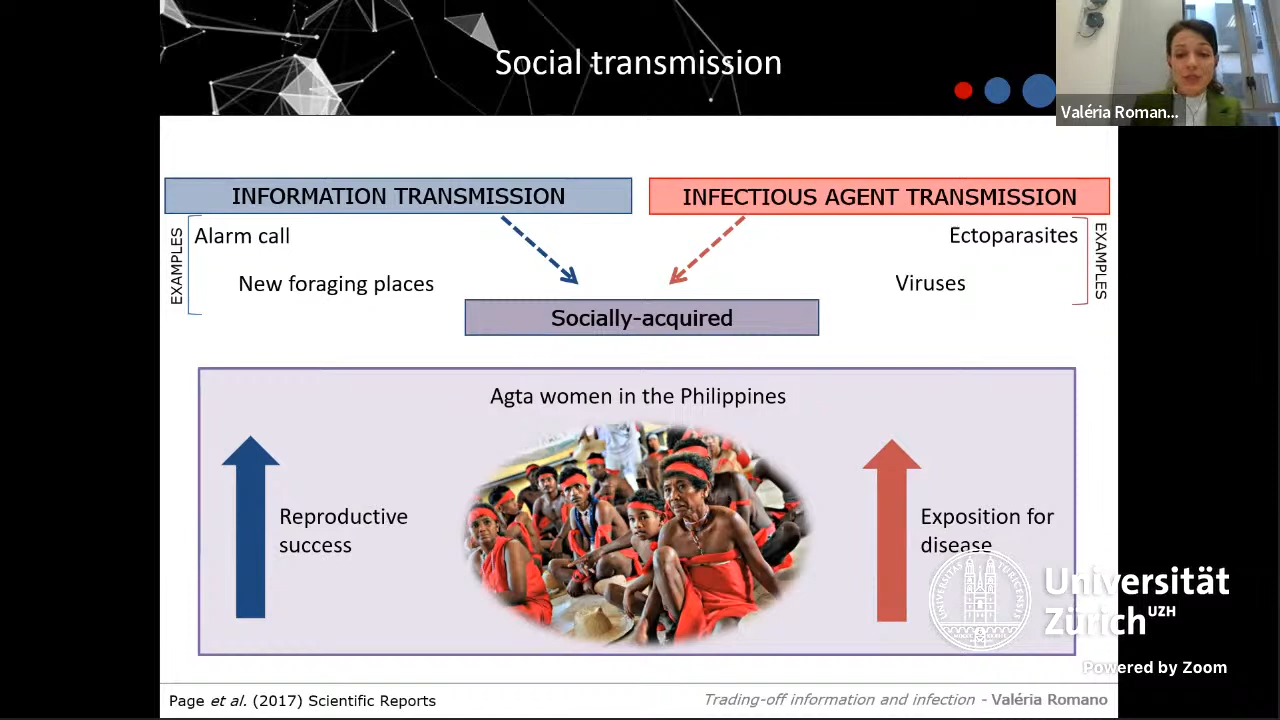 Social transmission
Valéria Roman...
INFORMATION TRANSMISSION
INFECTIOUS AGENT TRANSMISSION
EXAMPLES
Alarm call
New foraging places
Ectoparasites
Viruses
EXAMPLES
Socially-acquired
Agta women in the Philippines
Reproductive
success
Exposition for
disease
Universität
Zürich UZH
Powered by Zoom
Page et al. (2017) Scientific Reports
Trading-off information and infection - Valéria Romano